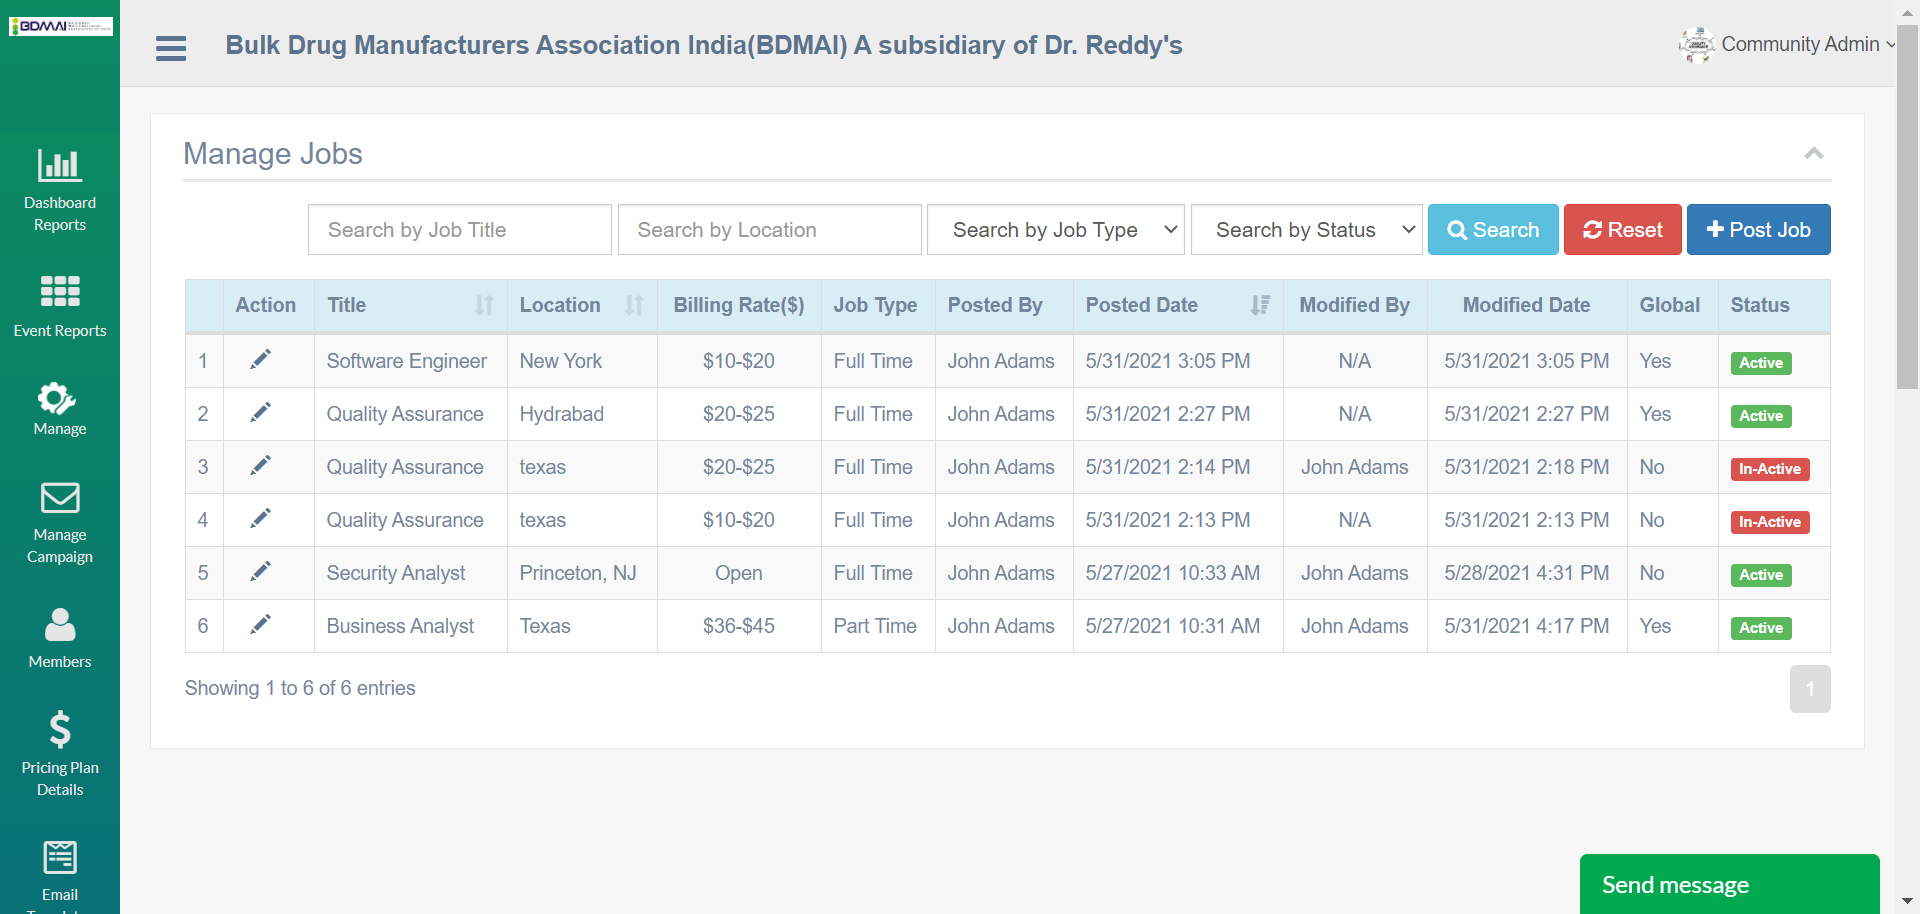 BDMAI
Bulk Drug Manufacturers Association India(BDMAI) A subsidiary of Dr. Reddy's
Community Admin
Dashboard
Reports
Event Reports
Manage
Manage
Campaign
Members
Pricing Plan
Details
Email
Manage Jobs
Search by Job Title
Search by Location
Search by Job Type
Search by Status
Search
Reset
Post Job
Action Title Location Billing Rate($) Job Type Posted By Posted Date Modified By Modified Date Global Status
1 Software Engineer New York $10-$20 Full Time John Adams 5/31/2021 3:05 PM N/A 5/31/2021 3:05 PM Yes Active
2 Quality Assurance Hydrabad $20-$25 Full Time John Adams 5/31/2021 2:27 PM N/A 5/31/2021 2:27 PM Yes Active
3 Quality Assurance texas $20-$25 Full Time John Adams 5/31/2021 2:14 PM John Adams 5/31/2021 2:18 PM No In-Active
4 Quality Assurance texas $10-$20 Full Time John Adams 5/31/2021 2:13 PM N/A 5/31/2021 2:13 PM No In-Active
5 Security Analyst Princeton, NJ Open Full Time John Adams 5/27/2021 10:33 AM John Adams 5/28/2021 4:31 PM No Active
6 Business Analyst Texas $36-$45 Part Time John Adams 5/27/2021 10:31 AM John Adams 5/31/2021 4:17 PM Yes Active
Showing 1 to 6 of 6 entries
1
Send message